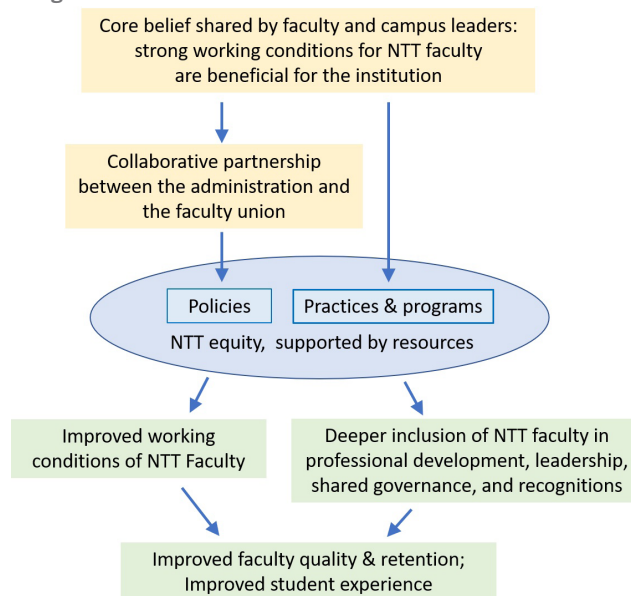 Core belief shared by faculty and campus leaders:
strong working conditions for NTT faculty
are beneficial for the institution
Collaborative partnership
between the administration and
the faculty union
Policies
Practices & programs
NTT equity, supported by resources
Improved working
conditions of NTT Faculty
Deeper inclusion of NTT faculty in
professional development, leadership,
shared governance, and recognitions
Improved faculty quality & retention;
Improved student experience